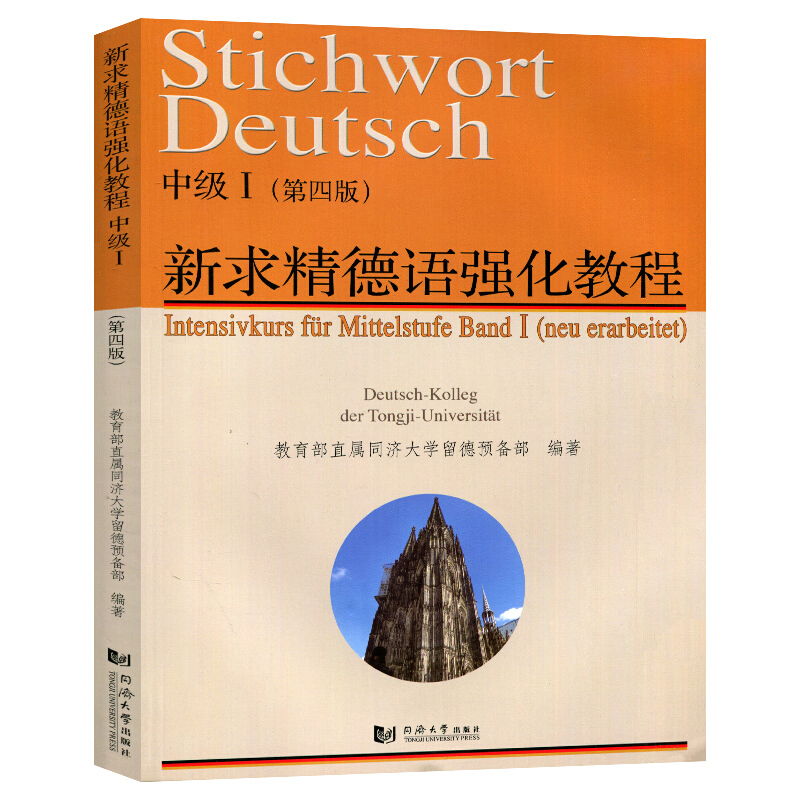 Stichwort
Deutsch
中级 I（第四版）
新求精德语强化教程
Intensivkurs für Mittelstufe Band I (neu erarbeitet)
Deutsch-Kolleg
der Tongji-Universität
教育部直属同济大学留德预备部 编著
同济大学出版社
TONGJI UNIVERSITY PRESS
新求精德语强化教程 中级 I
（第四版）
教育部直属同济大学留德预备部 编著
同济大学出版社
TONGJI UNIVERSITY PRESS